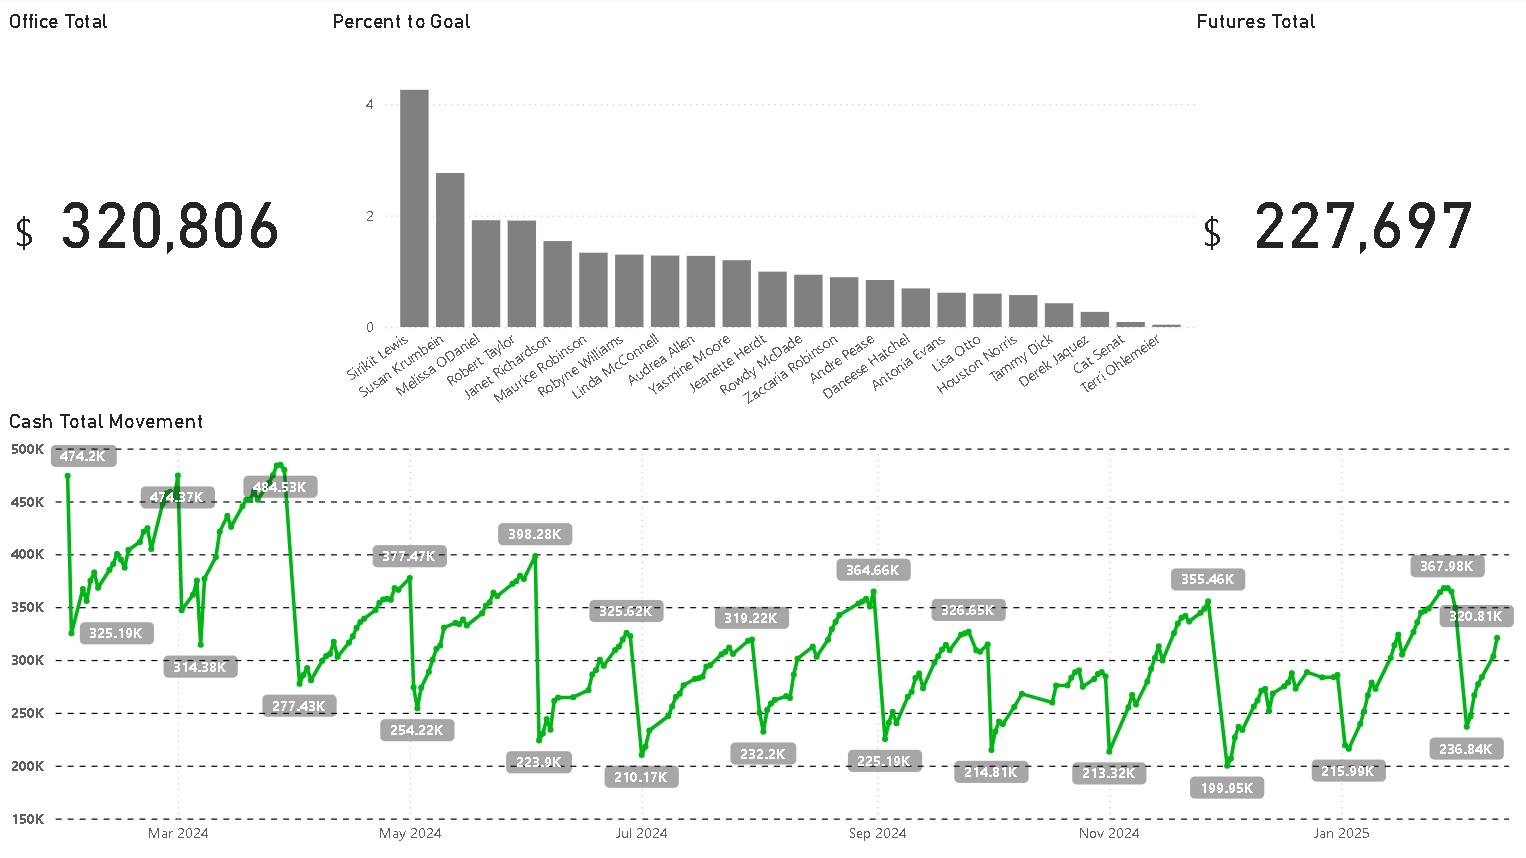 Office Total
Percent to Goal
Futures Total
4
2
0
$ 320,806
$ 227,697
Sirikit Lewis
Susan Krumbein
Melissa ODaniel
Robert Taylor
Janet Richardson
Maurice Robinson
Robyne Williams
Linda McConnell
Audrea Allen
Yasmine Moore
Jeanette Herdt
Rowdy McDade
Zaccaria Robinson
Andre Pease
Daneese Hatchel
Antonia Evans
Lisa Otto
Houston Norris
Tammy Dick
Derek Jaquez
Cat Senat
Terri Ohlemeier
Cash Total Movement
500K
450K
400K
350K
300K
250K
200K
150K
474.2K
325.19K
474.37K
314.38K
484.53K
277.43K
377.47K
254.22K
398.28K
223.9K
325.62K
210.17K
319.22K
232.2K
364.66K
225.19K
326.65K
214.81K
213.32K
355.46K
199.95K
215.99K
367.98K
236.84K
320.81K
Mar 2024
May 2024
Jul 2024
Sep 2024
Nov 2024
Jan 2025